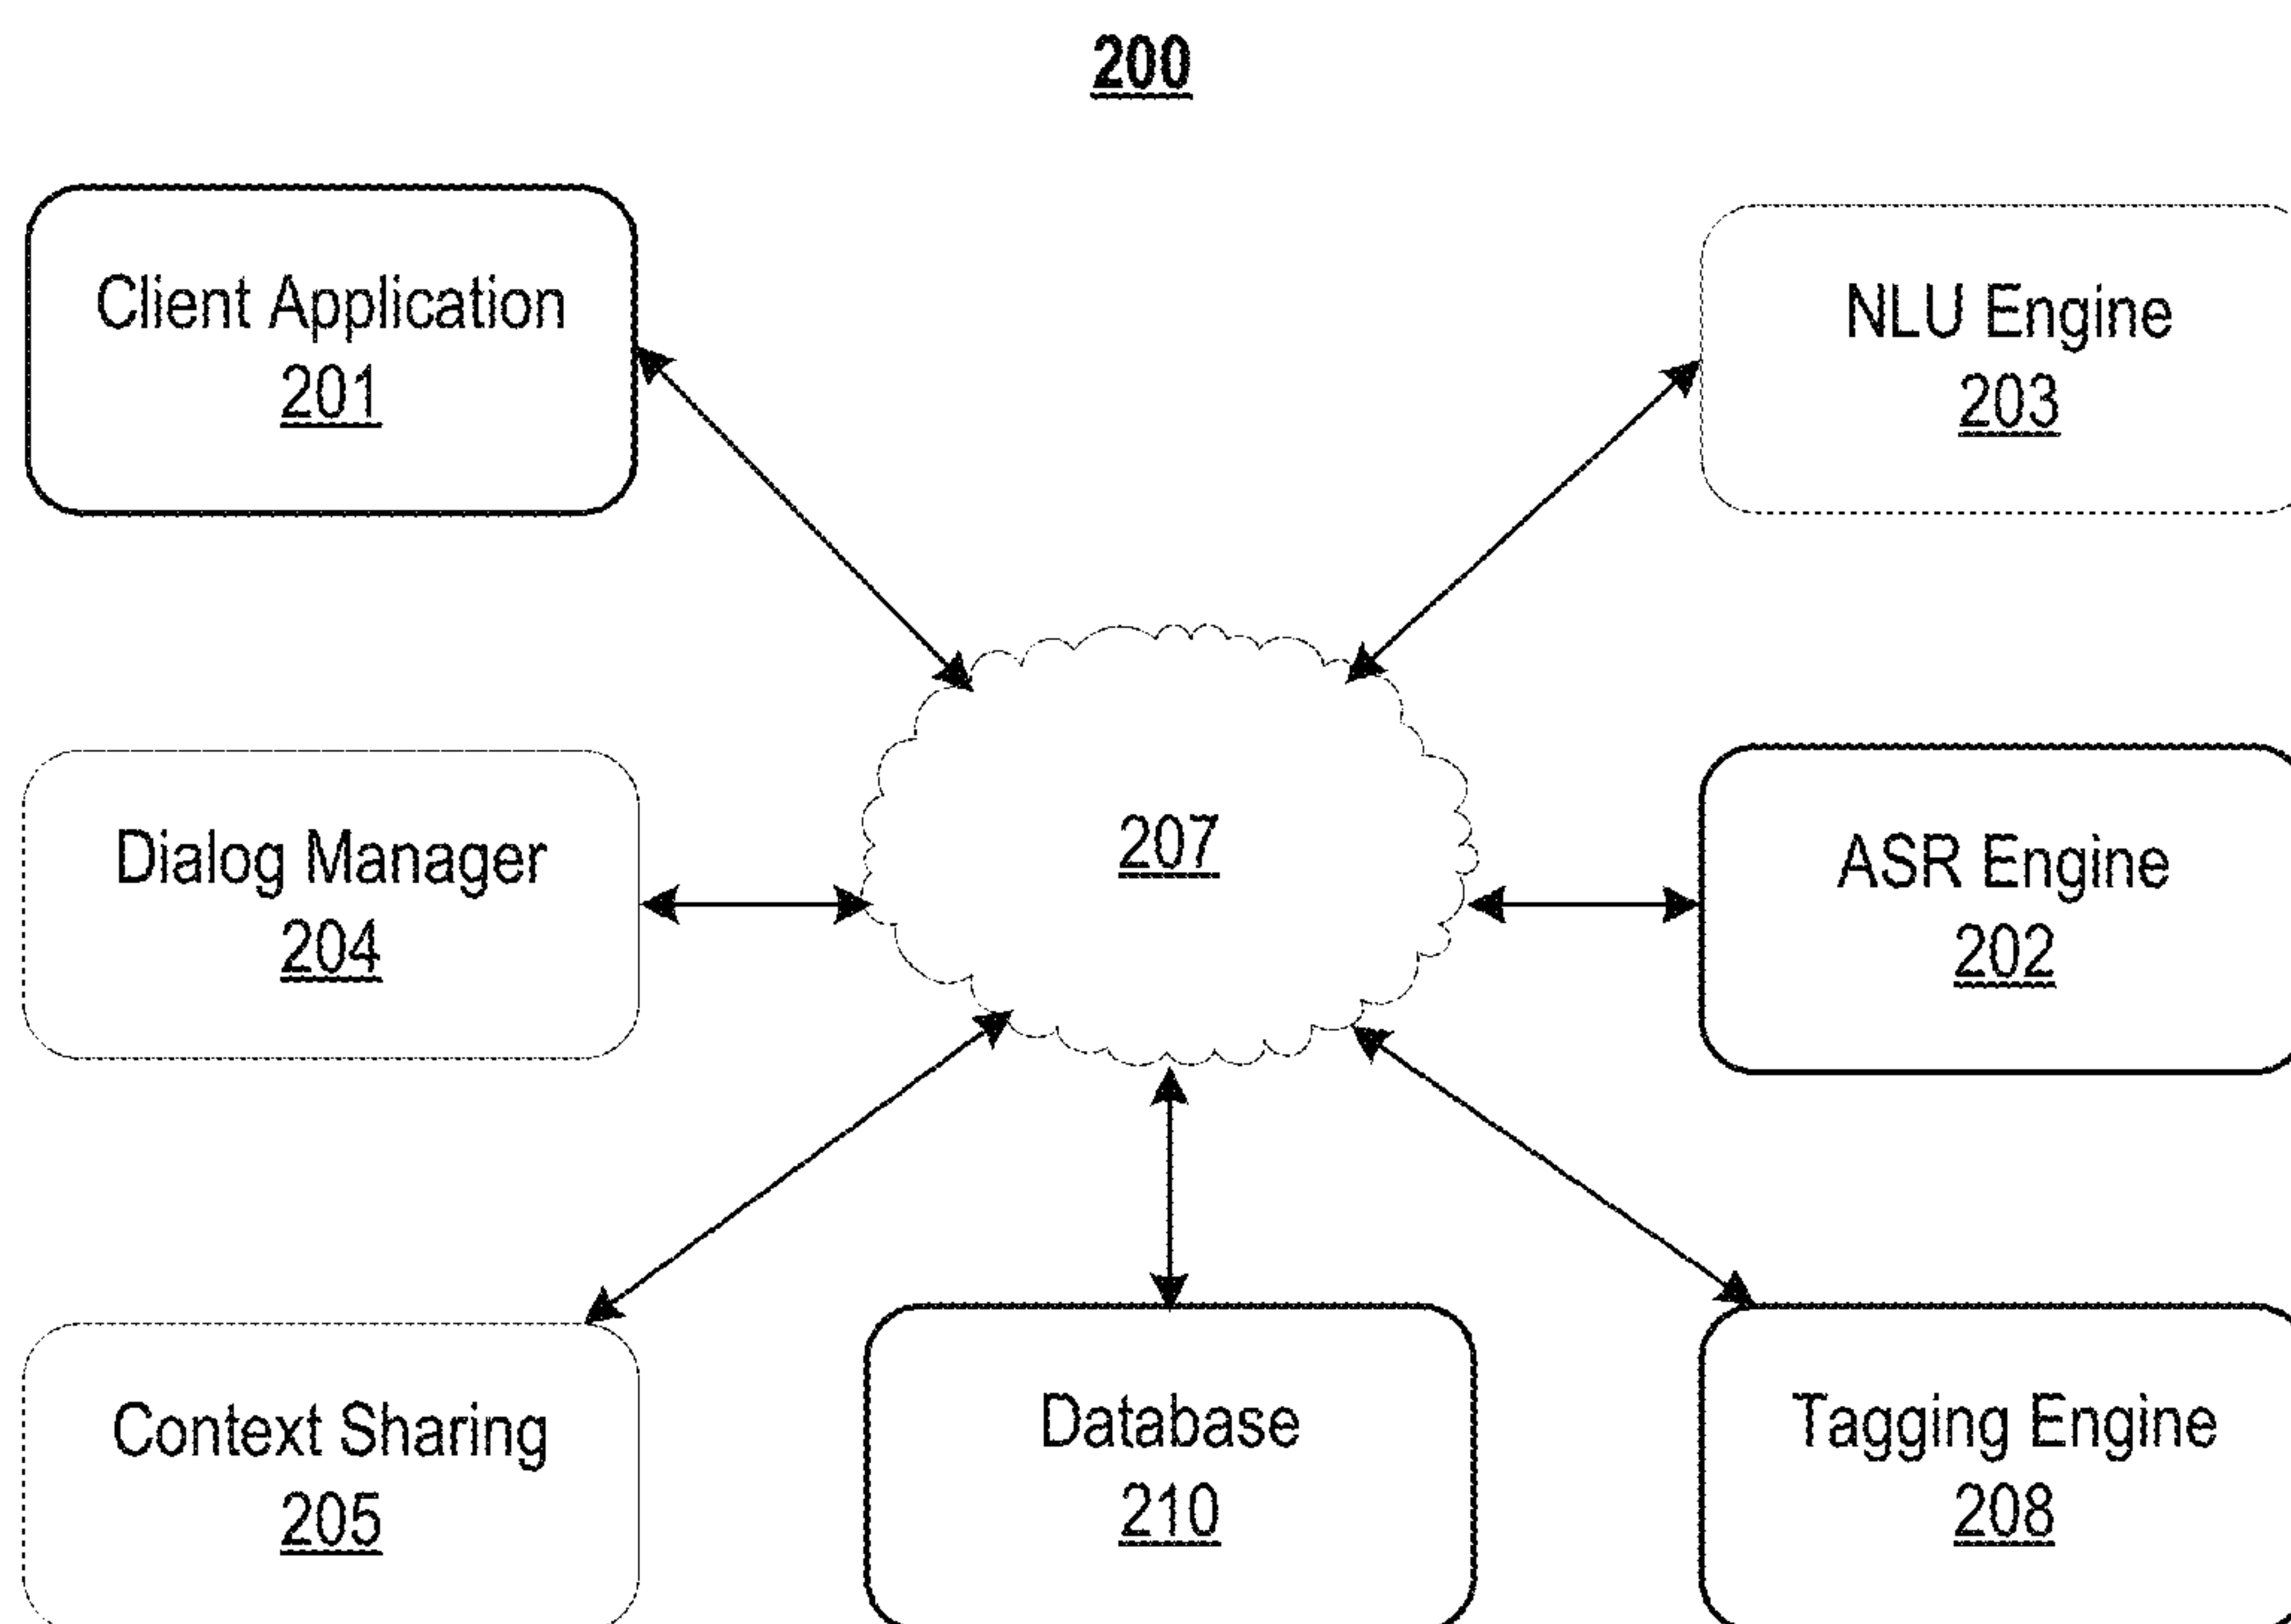 200
Client Application
201
NLU Engine
203
Dialog Manager
204
207
ASR Engine
202
Context Sharing
205
Database
210
Tagging Engine
208